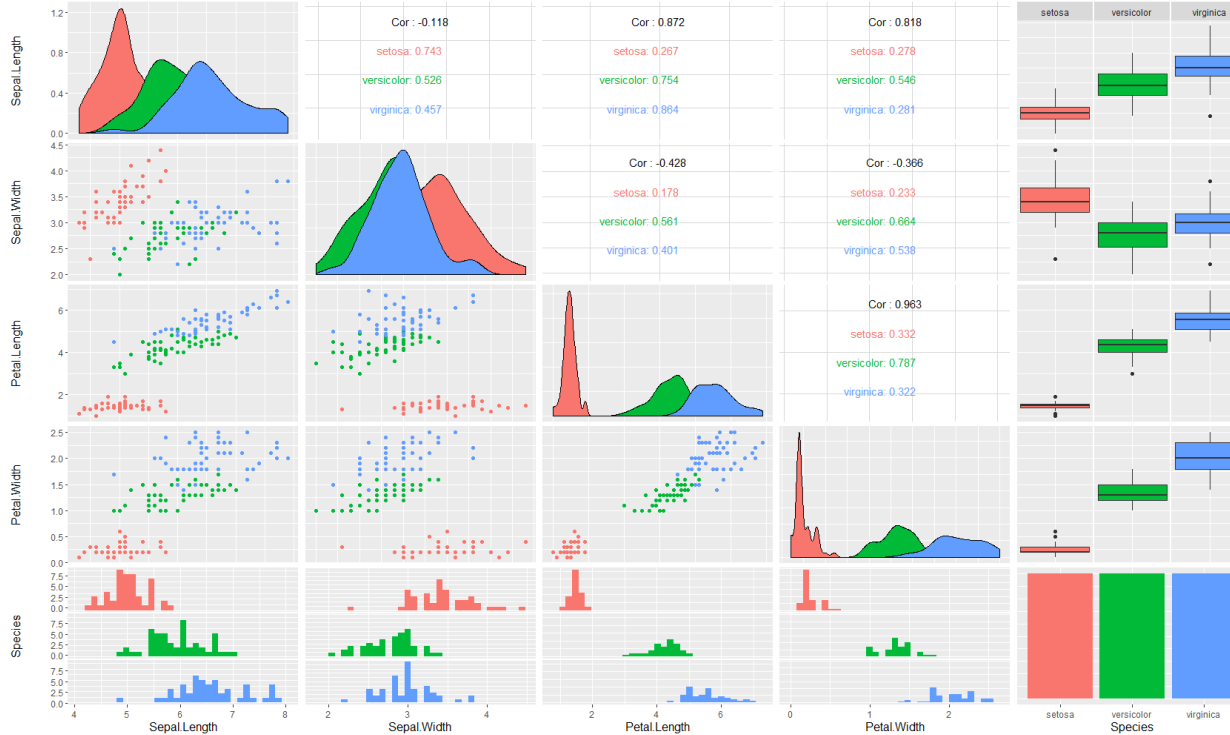 setosa versicolor virginica
Sepal.Length
1.2
0.8
0.4
0.0
Cor : -0.118
setosa: 0.743
versicolor: 0.526
virginica: 0.457
Cor : 0.872
setosa: 0.267
versicolor: 0.754
virginica: 0.864
Cor : 0.818
setosa: 0.278
versicolor: 0.546
virginica: 0.281
Sepal.Width
4.5
4.0
3.5
3.0
2.5
2.0
Cor : -0.428
setosa: 0.178
versicolor: 0.561
virginica: 0.401
Cor : -0.366
setosa: 0.233
versicolor: 0.664
virginica: 0.538
Petal.Length
6
4
2
Cor : 0.963
setosa: 0.332
versicolor: 0.787
virginica: 0.322
Petal.Width
2.5
2.0
1.5
1.0
0.5
0.0
Species
7.5
5.0
2.5
0.0
7.5
5.0
2.5
0.0
7.5
5.0
2.5
0.0
4 5 6 7 8
2 3 4
2 4 6
0 1 2
setosa versicolor virginica
Sepal.Length Sepal.Width Petal.Length Petal.Width Species